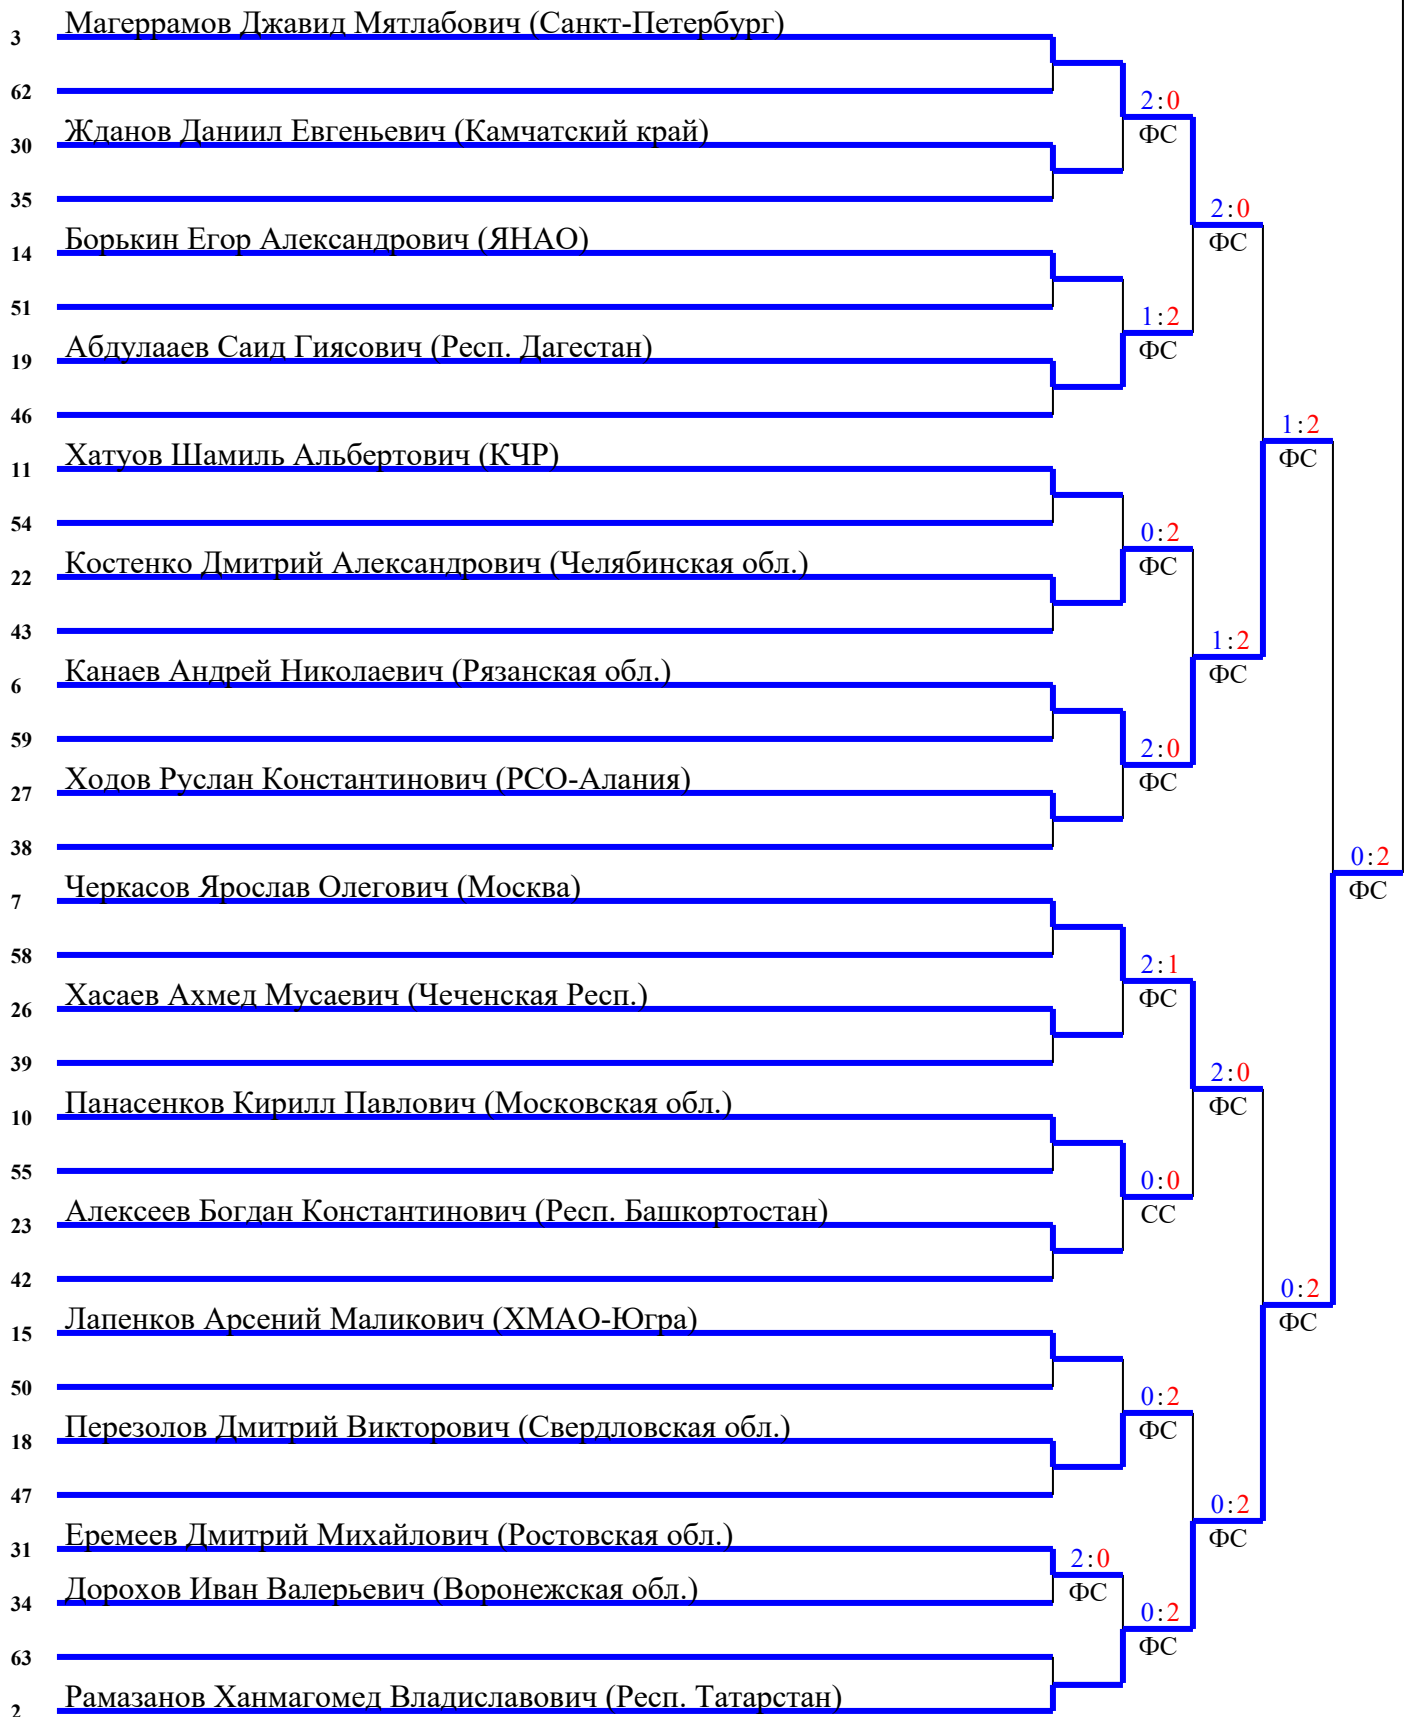 3 Магеррамов Джавид Мятлабович (Санкт-Петербург)
62
2:0
ФС
30 Жданов Даниил Евгеньевич (Камчатский край)
35
2:0
ФС
14 Борькин Егор Александрович (ЯНАО)
51
1:2
ФС
19 Абдулааев Саид Гиясович (Респ. Дагестан)
46
1:2
ФС
11 Хатуов Шамиль Альбертович (КЧР)
54
0:2
ФС
22 Костенко Дмитрий Александрович (Челябинская обл.)
43
1:2
ФС
6 Канаев Андрей Николаевич (Рязанская обл.)
59
2:0
ФС
27 Ходов Руслан Константинович (РСО-Алания)
38
0:2
ФС
7 Черкасов Ярослав Олегович (Москва)
58
2:1
ФС
26 Хасаев Ахмед Мусаевич (Чеченская Респ.)
39
2:0
ФС
10 Панасенков Кирилл Павлович (Московская обл.)
55
0:0
СС
23 Алексеев Богдан Константинович (Респ. Башкортостан)
42
0:2
ФС
15 Лапенков Арсений Маликович (ХМАО-Югра)
50
0:2
ФС
18 Перезолов Дмитрий Викторович (Свердловская обл.)
47
0:2
ФС
31 Еремеев Дмитрий Михайлович (Ростовская обл.)
2:0
ФС
34 Дорохов Иван Валерьевич (Воронежская обл.)
0:2
ФС
63
2 Рамазанов Ханмагомед Владиславович (Респ. Татарстан)